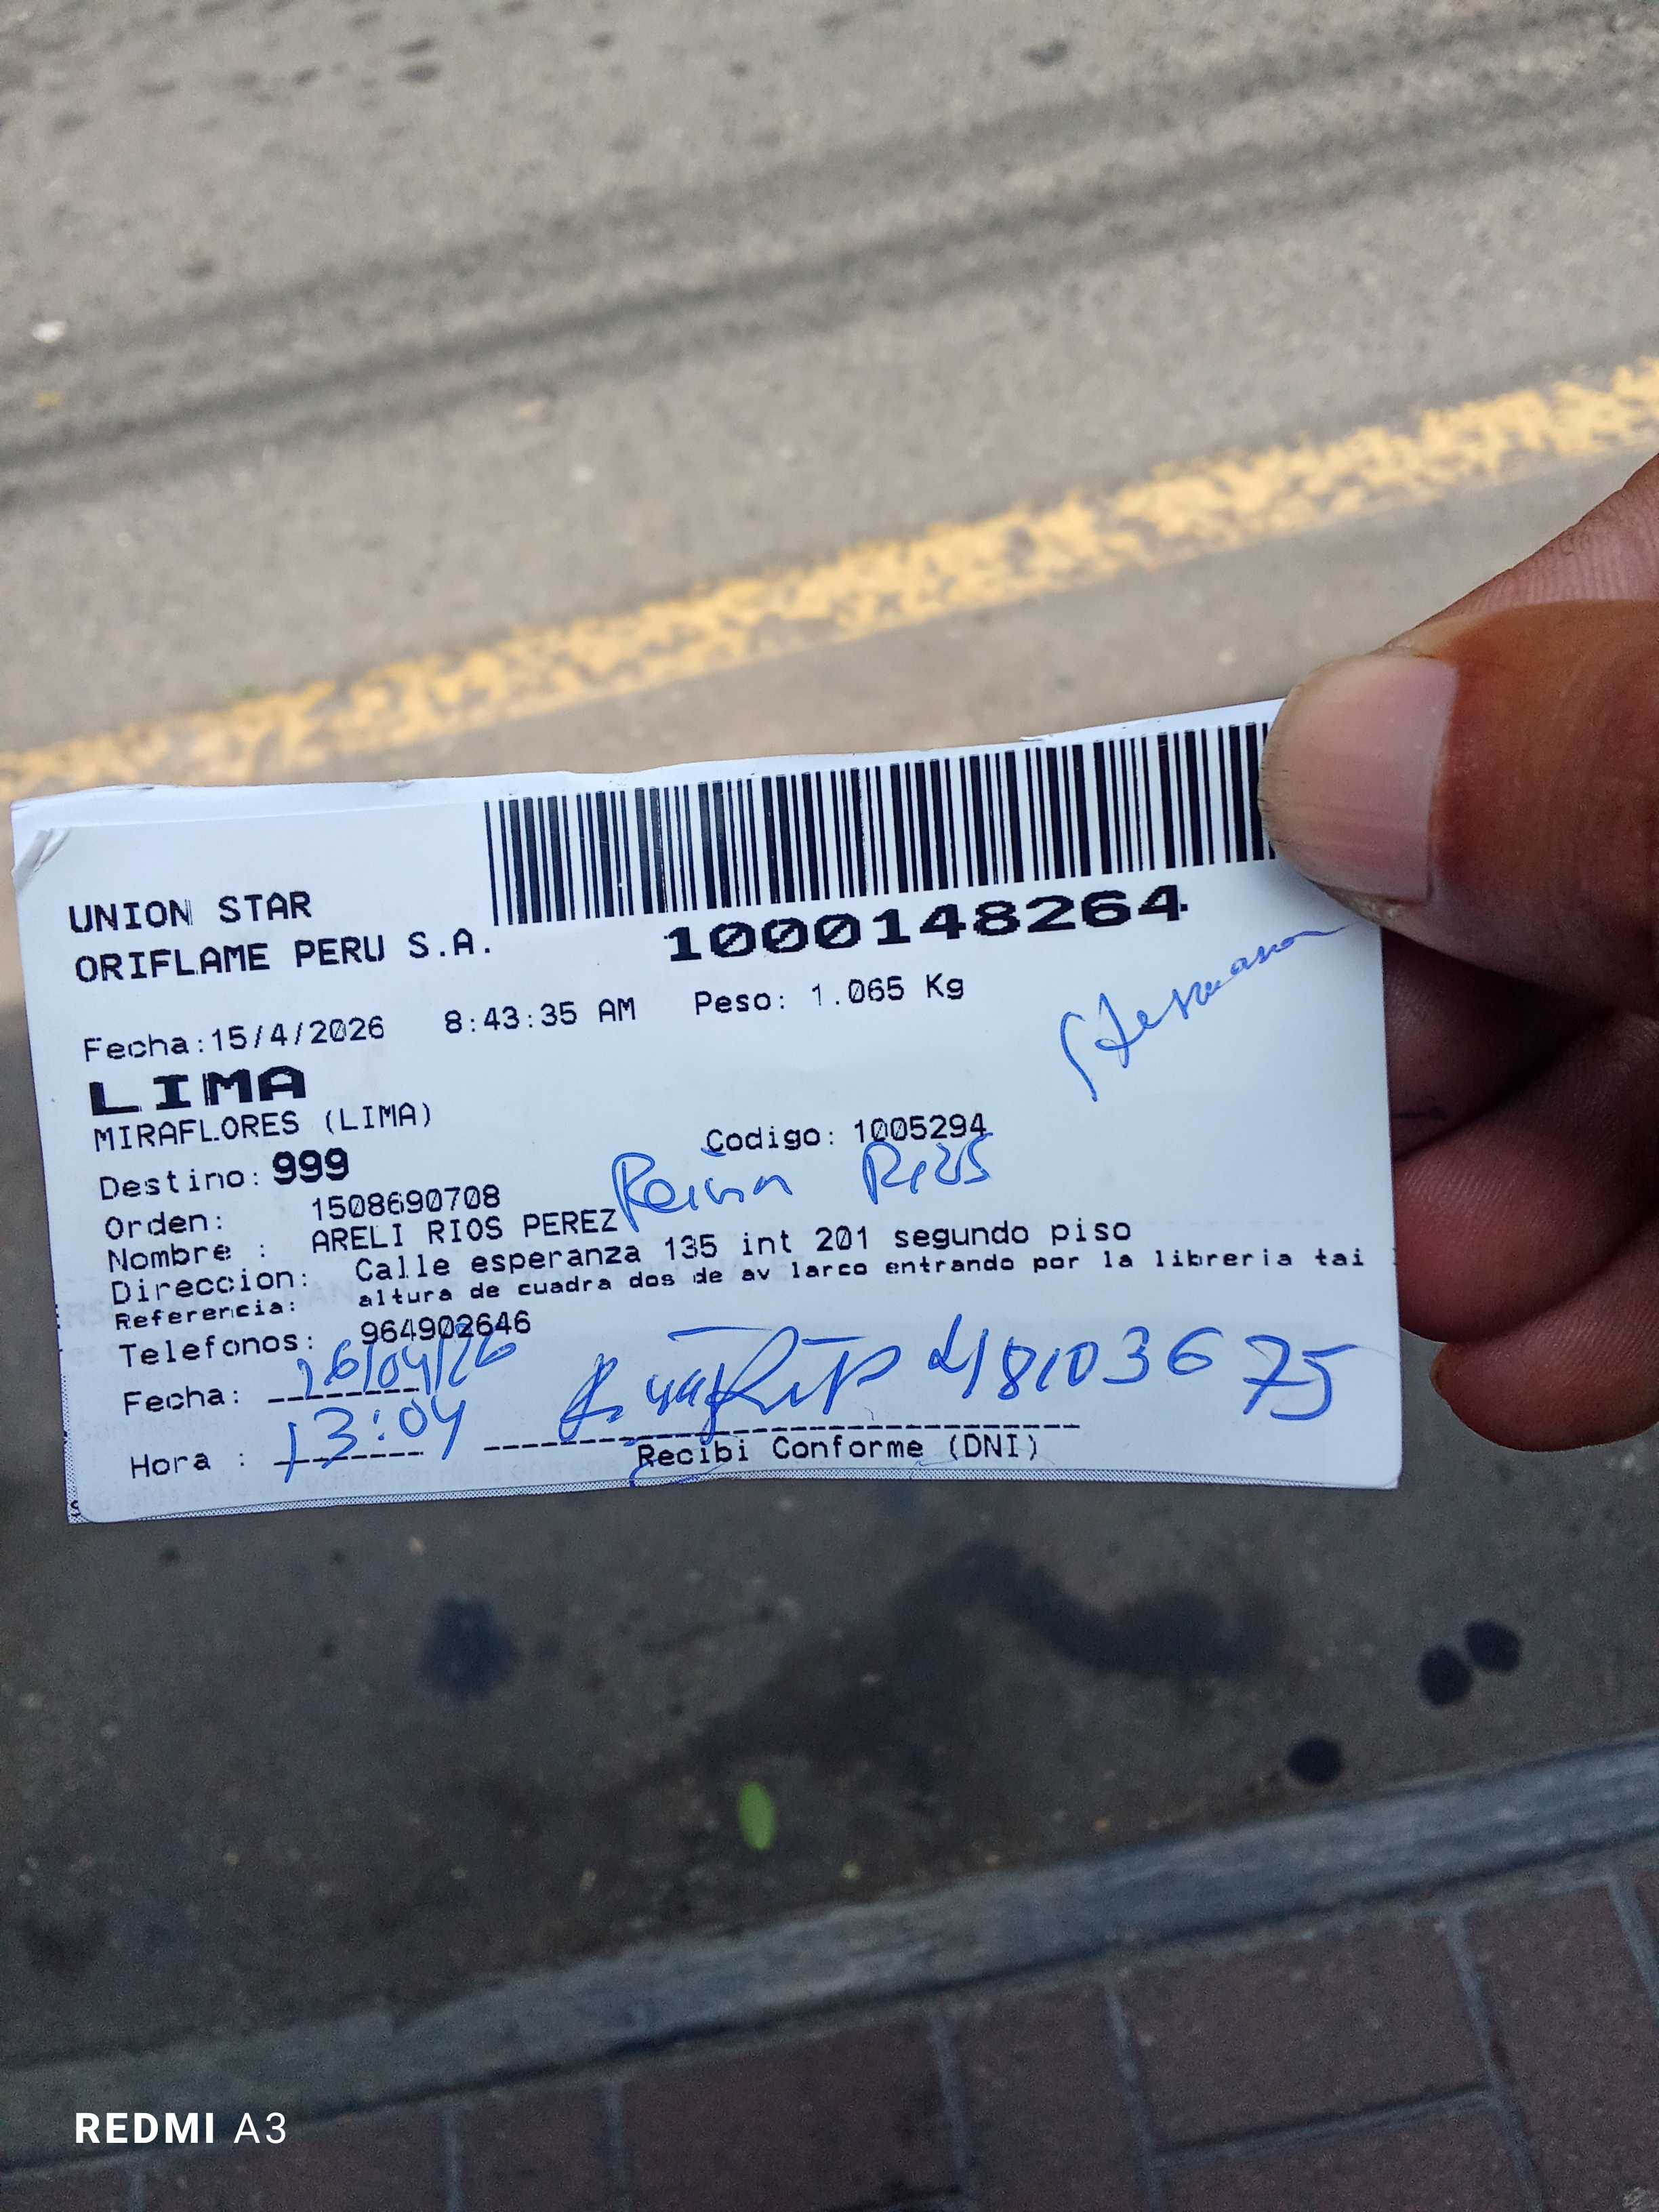 UNION STAR
ORIFLAME PERU S.A.
1000148264
Fecha:15/4/2026 8:43:35 AM Peso: 1.065 Kg
LIMA
MIRAFLORES (LIMA)
Destino: 999 Codigo: 1005294
Orden: 1508690708
Nombre : ARELI RIOS PEREZ Rios
Direccion: Calle esperanza 135 int 201 segundo piso
Referencia: altura de cuadra dos de av larco entrando por la libreria tai
Telefonos: 964902646
Fecha: 16/04/26 48103675
Hora : 13:04
Recibi Conforme (DNI)
REDMI A3